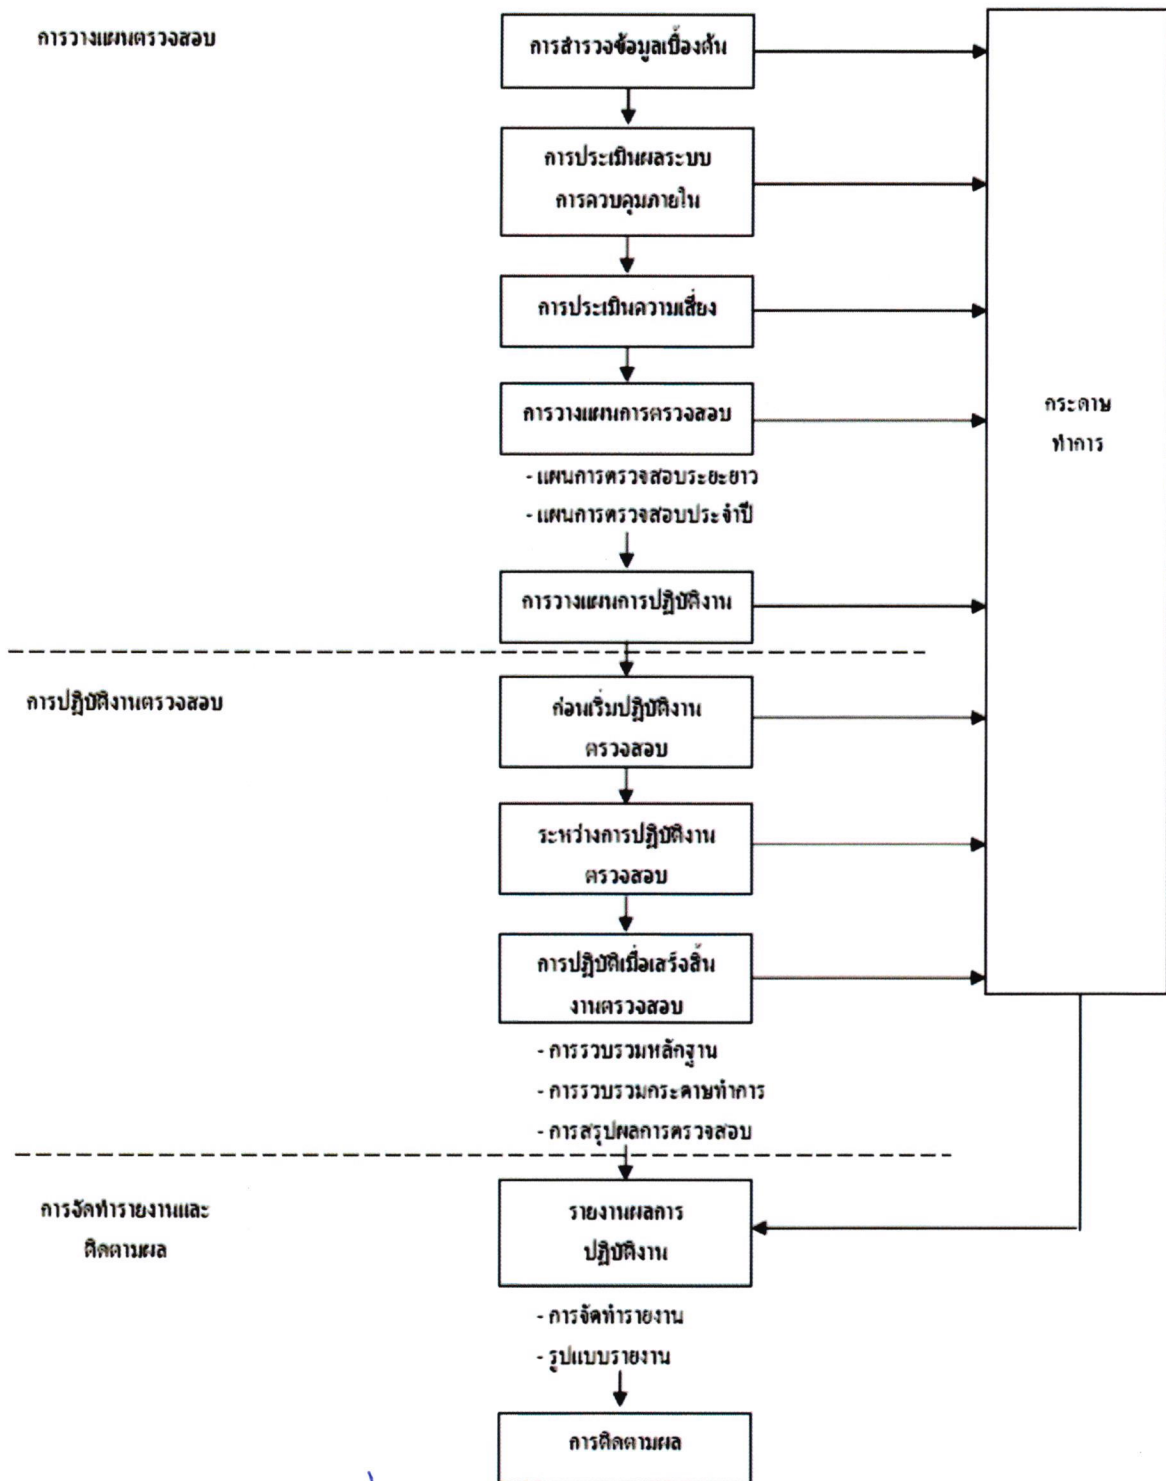 การวางแผนตรวจสอบ
การสำรวจข้อมูลเบื้องต้น
การประเมินผลระบบ
การควบคุมภายใน
การประเมินความเสี่ยง
การวางแผนการตรวจสอบ
- แผนการตรวจสอบระยะยาว
- แผนการตรวจสอบประจำปี
การวางแผนการปฏิบัติงาน
กระดาษ
ทำการ
การปฏิบัติงานตรวจสอบ
ก่อนเริ่มปฏิบัติงาน
ตรวจสอบ
ระหว่างการปฏิบัติงาน
ตรวจสอบ
การปฏิบัติเมื่อเสร็จสิ้น
งานตรวจสอบ
- การรวบรวมหลักฐาน
- การรวบรวมกระดาษทำการ
- การสรุปผลการตรวจสอบ
การจัดทำรายงานและ
ติดตามผล
รายงานผลการ
ปฏิบัติงาน
- การจัดทำรายงาน
- รูปแบบรายงาน
การติดตามผล